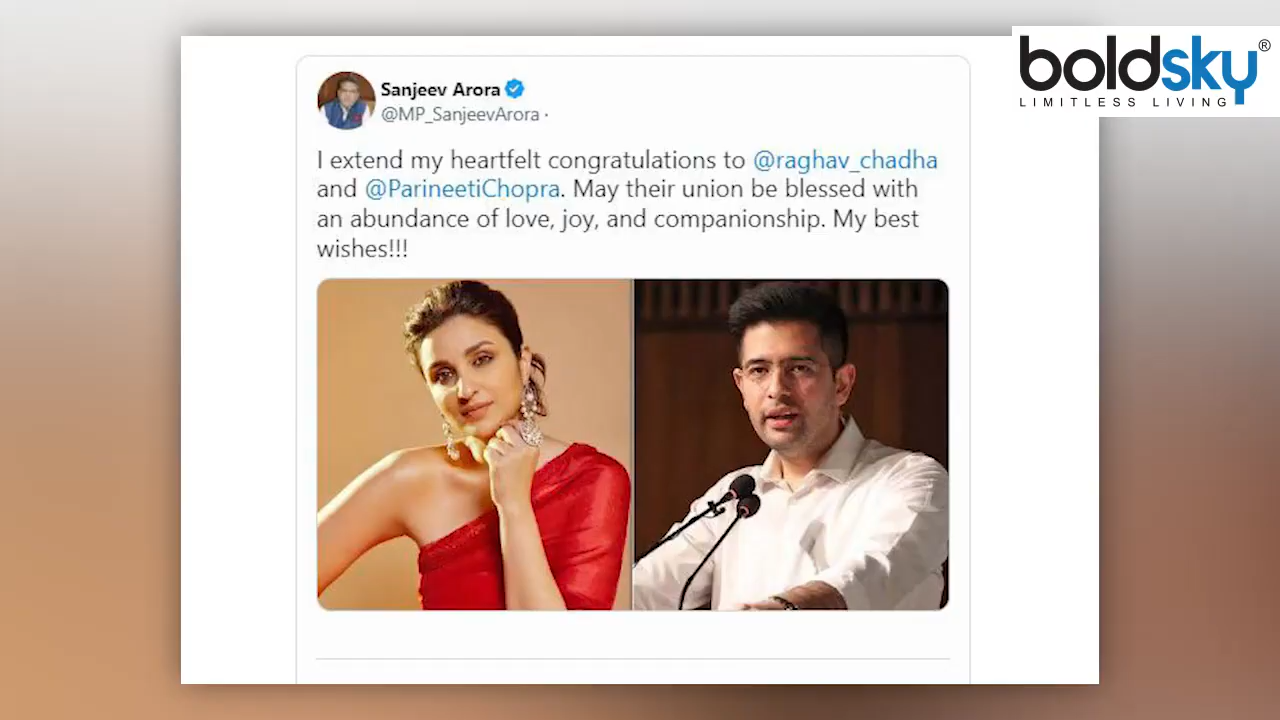 boldsky®
LIMITLESS LIVING
Sanjeev Arora
@MP_SanjeevArora ·
I extend my heartfelt congratulations to @raghav_chadha
and @ParineetiChopra. May their union be blessed with
an abundance of love, joy, and companionship. My best
wishes!!!